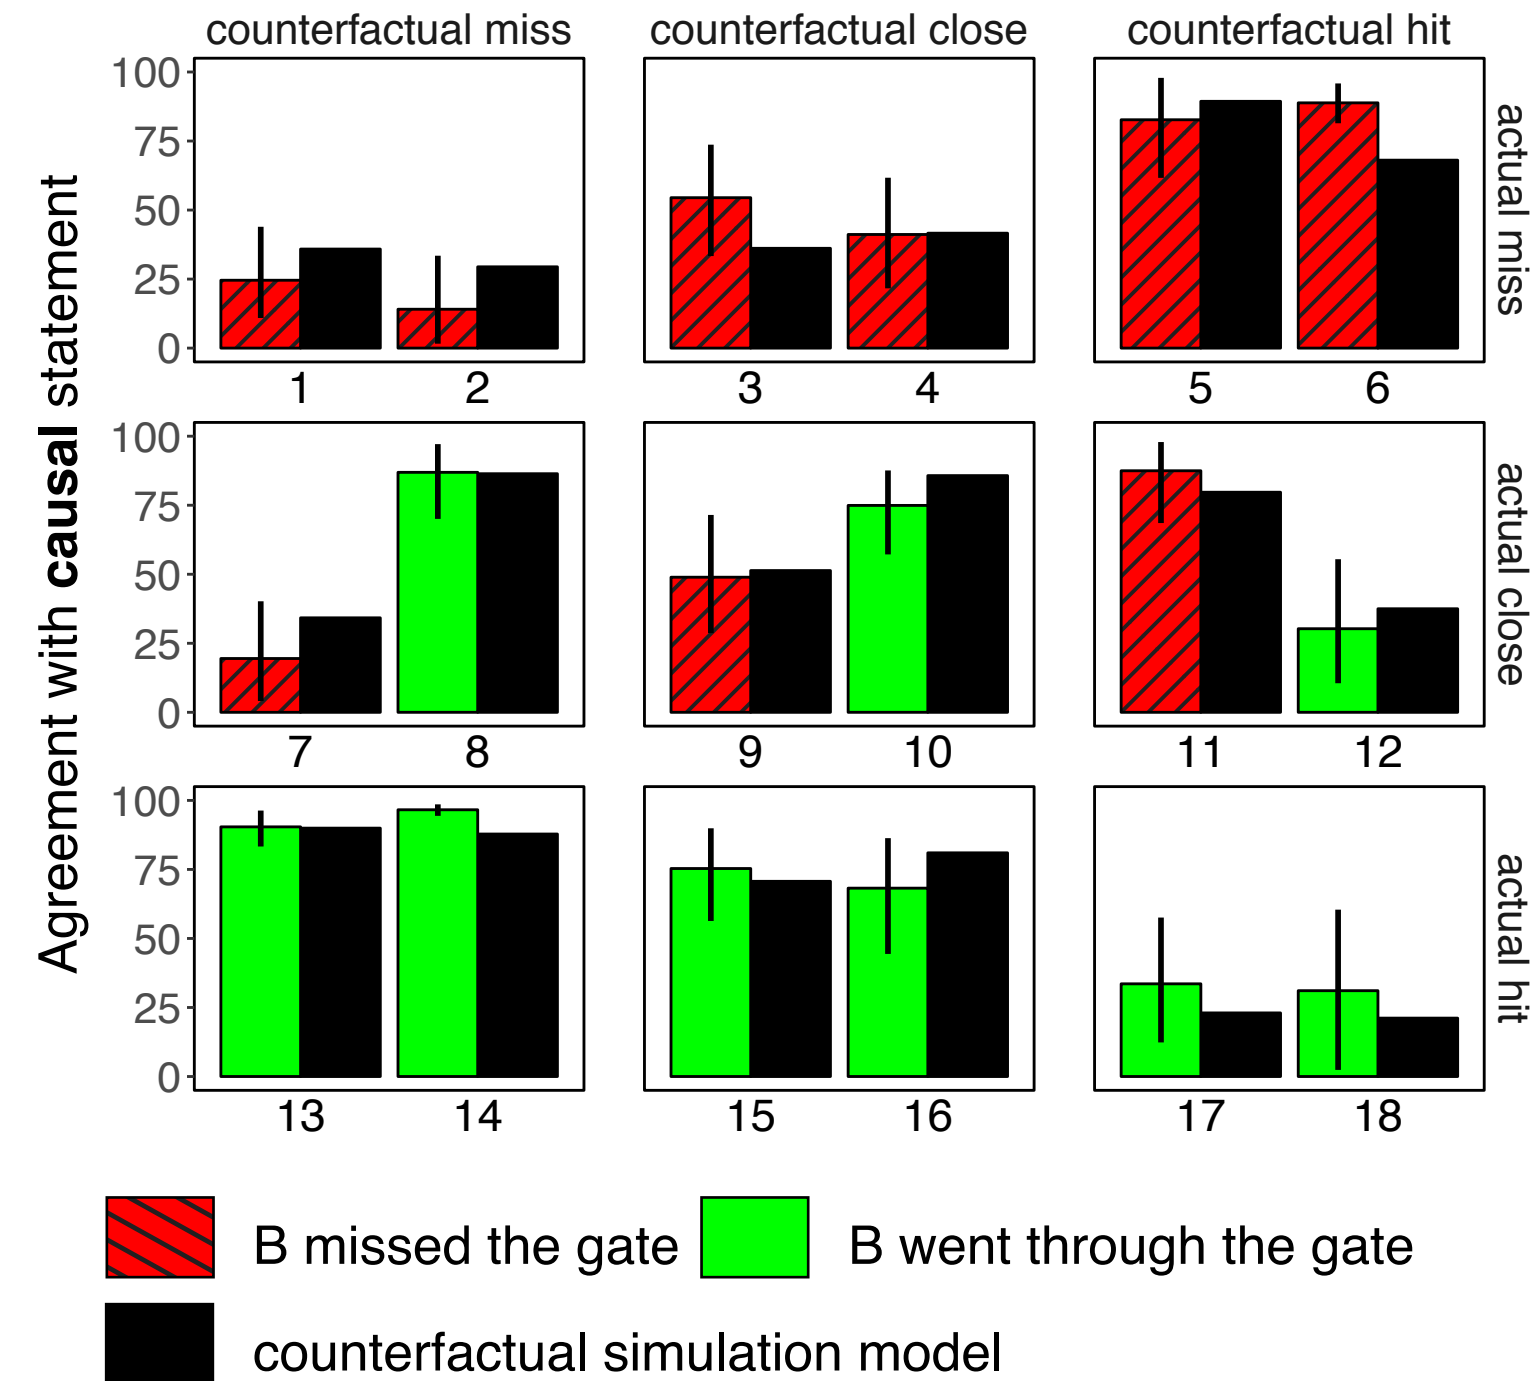 counterfactual miss counterfactual close counterfactual hit
Agreement with causal statement
100
75
50
25
0
actual miss
1 2 3 4 5 6
100
75
50
25
0
actual close
7 8 9 10 11 12
100
75
50
25
0
actual hit
13 14 15 16 17 18
B missed the gate B went through the gate
counterfactual simulation model